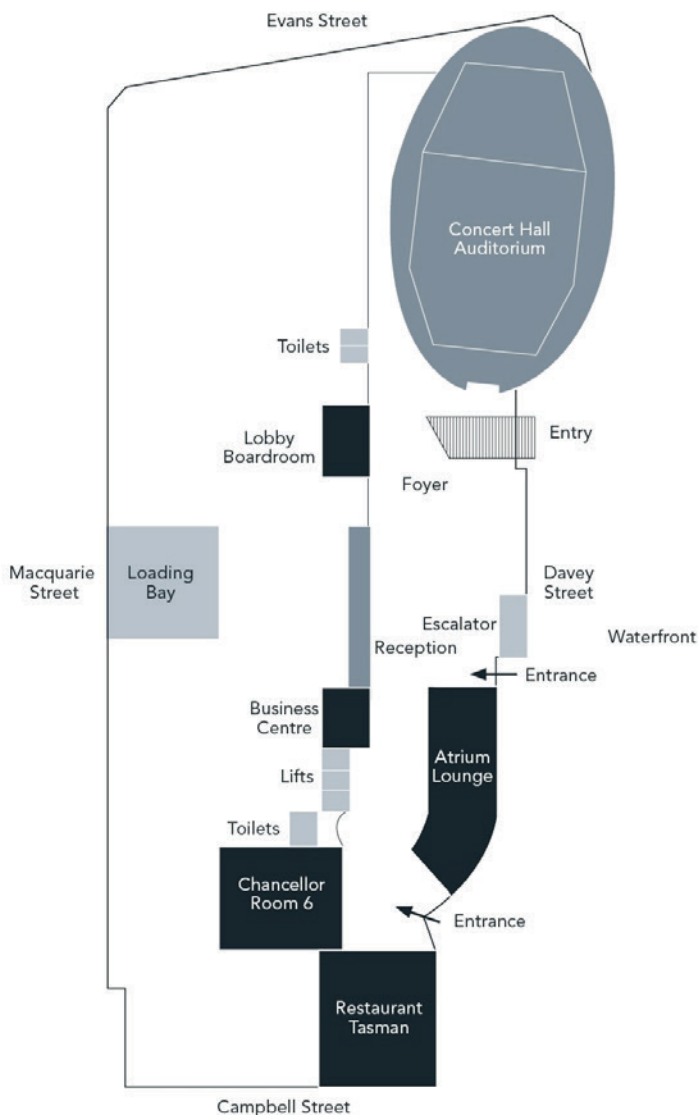 Evans Street
Concert Hall
Auditorium
Toilets
Lobby
Boardroom
Entry
Foyer
Macquarie
Street
Loading
Bay
Davey
Street
Escalator
Waterfront
Reception
Entrance
Business
Centre
Atrium
Lounge
Lifts
Toilets
Chancellor
Room 6
Entrance
Restaurant
Tasman
Campbell Street